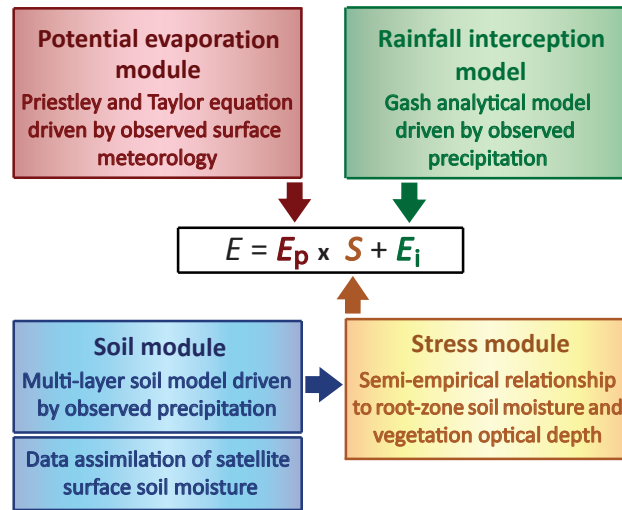 Potential evaporation
module
Priestley and Taylor equation
driven by observed surface
meteorology
Rainfall interception
model
Gash analytical model
driven by observed
precipitation
E = Ep x S + Ei
Soil module
Multi-layer soil model driven
by observed precipitation
Data assimilation of satellite
surface soil moisture
Stress module
Semi-empirical relationship
to root-zone soil moisture and
vegetation optical depth